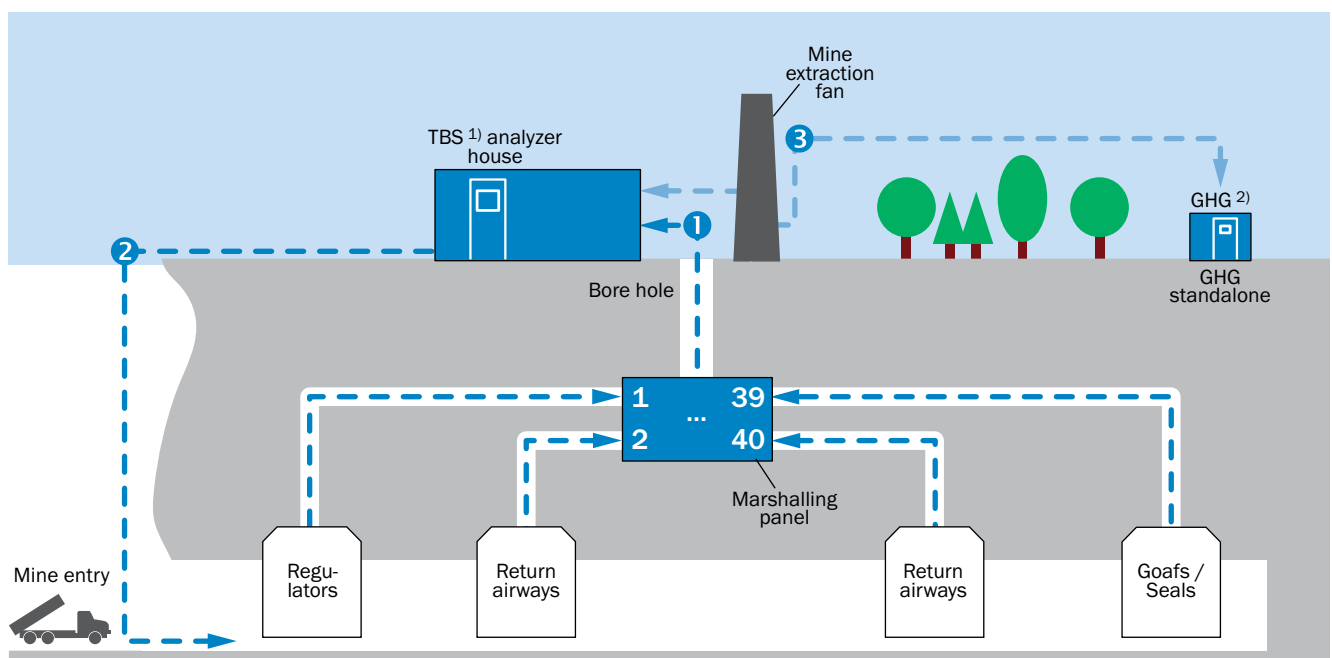 Mine
extraction
fan
3
TBS 1) analyzer
house
GHG 2)
1
2
Bore hole
GHG
standalone
1
39
...
2
40
Marshalling
panel
Mine entry
Regu-
lators
Return
airways
Return
airways
Goafs /
Seals